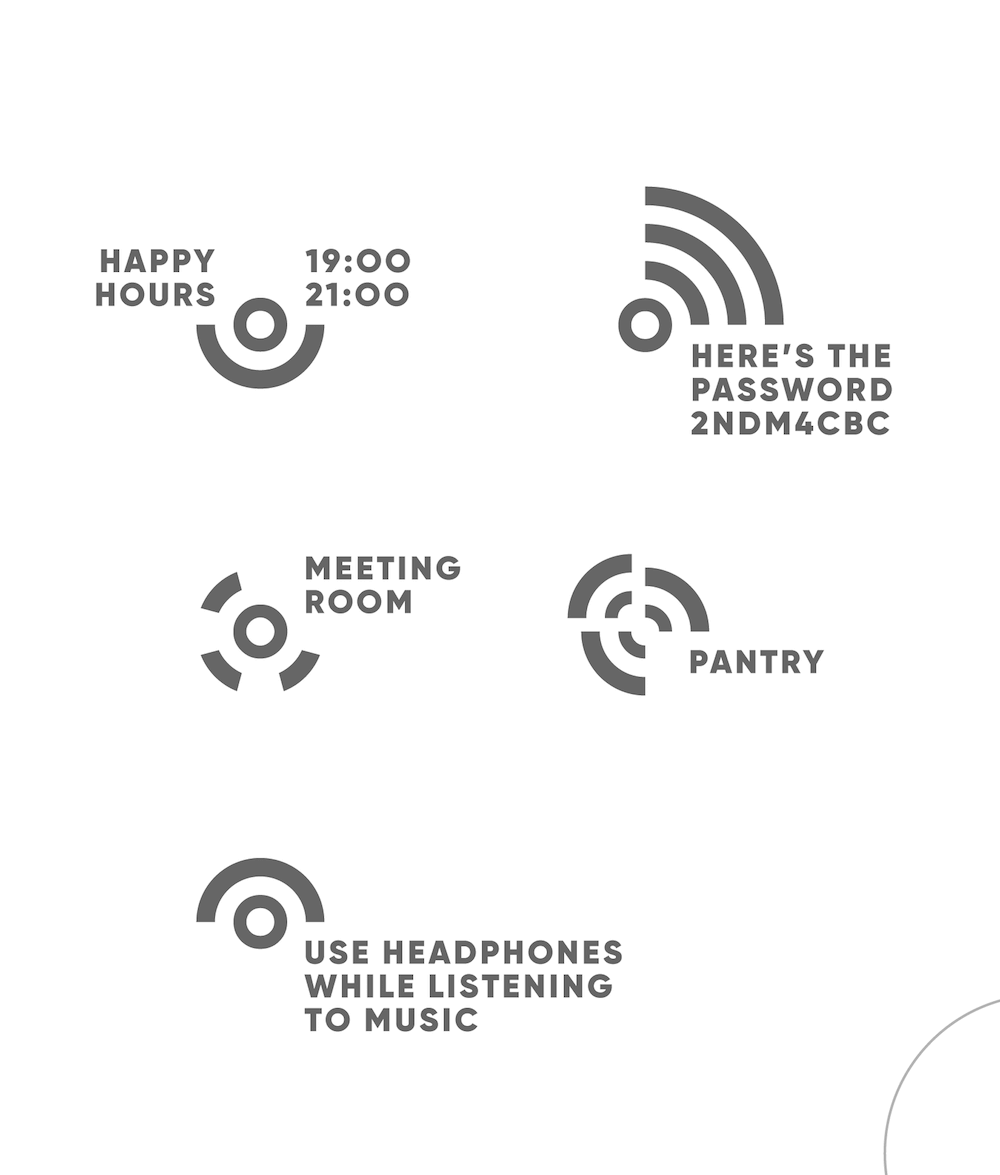 HAPPY
HOURS
19:00
21:00
HERE'S THE
PASSWORD
2NDM4CBC
MEETING
ROOM
PANTRY
USE HEADPHONES
WHILE LISTENING
TO MUSIC